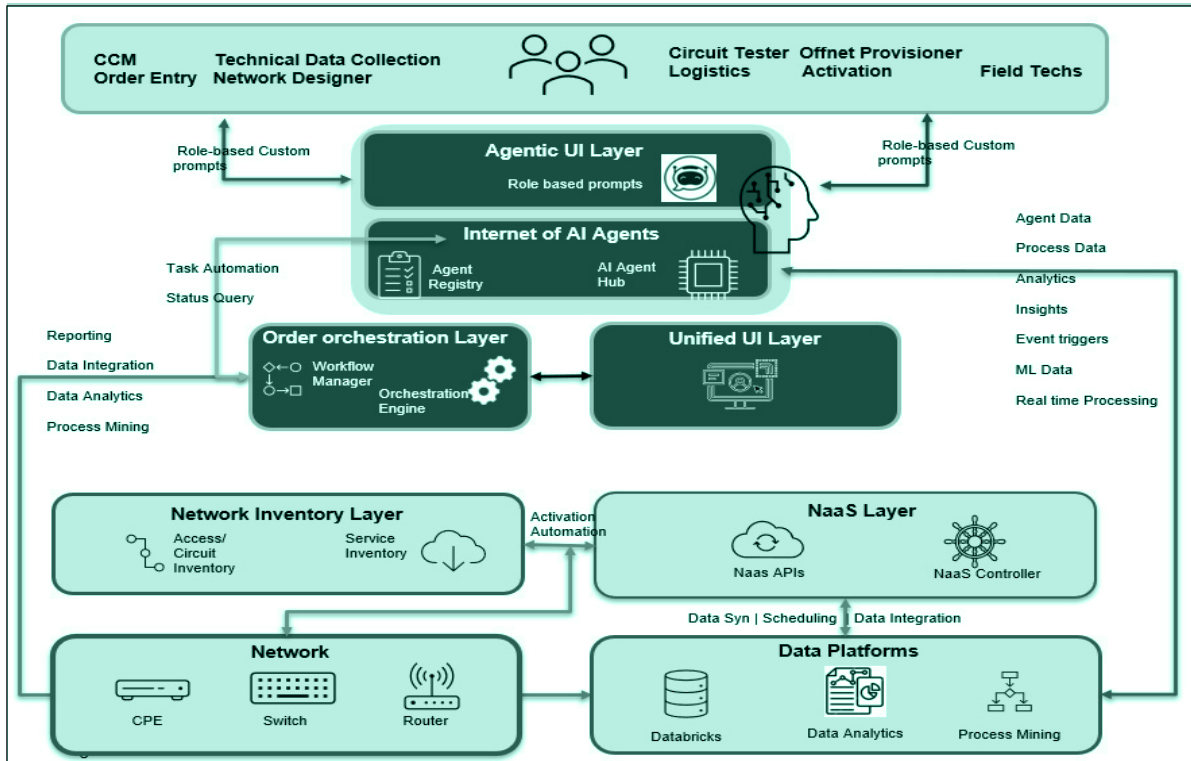 CCM
Order Entry
Technical Data Collection
Network Designer
Circuit Tester
Logistics
Offnet Provisioner
Activation
Field Techs
Role-based Custom
prompts
Role-based Custom
prompts
Agentic UI Layer
Role based prompts
Internet of AI Agents
Agent
Registry
AI Agent
Hub
Task Automation
Status Query
Agent Data
Process Data
Analytics
Insights
Event triggers
ML Data
Real time Processing
Reporting
Data Integration
Data Analytics
Process Mining
Order orchestration Layer
Workflow
Manager
Orchestration
Engine
Unified UI Layer
Network Inventory Layer
Access/
Circuit
Inventory
Service
Inventory
Activation
Automation
NaaS Layer
Naas APIs
NaaS Controller
Data Syn | Scheduling | Data Integration
Network
CPE
Switch
Router
Data Platforms
Databricks
Data Analytics
Process Mining